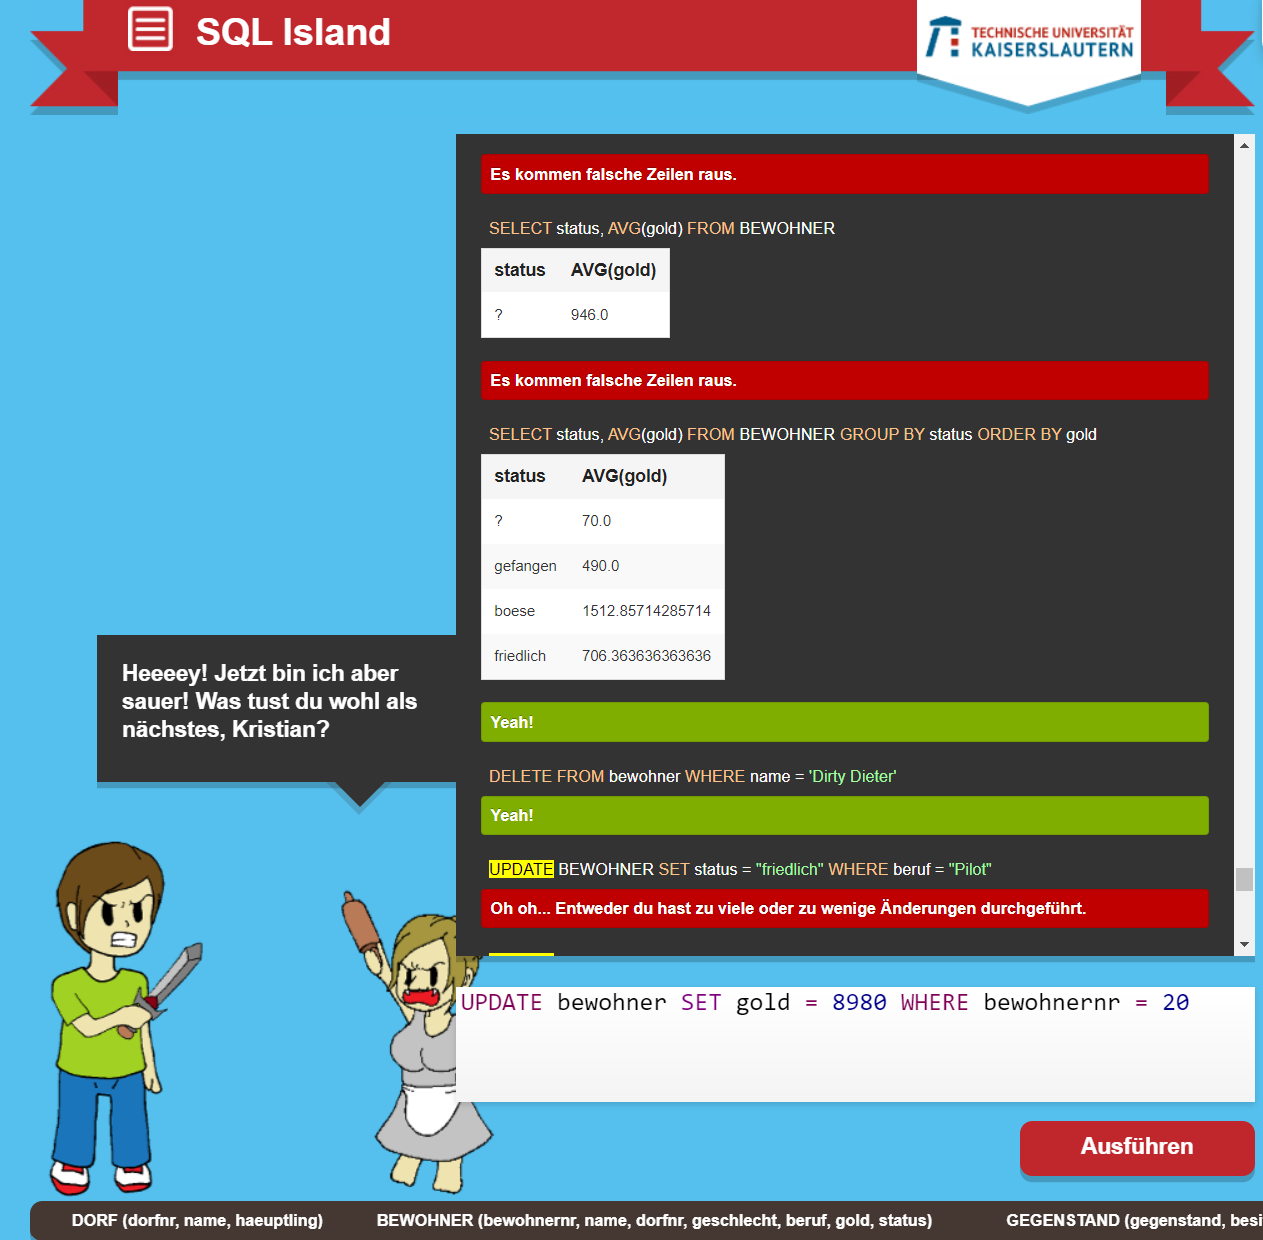 SQL Island
TECHNISCHE UNIVERSITÄT
KAISERSLAUTERN
Es kommen falsche Zeilen raus.
SELECT status, AVG(gold) FROM BEWOHNER
status AVG(gold)
? 946.0
Es kommen falsche Zeilen raus.
SELECT status, AVG(gold) FROM BEWOHNER GROUP BY status ORDER BY gold
status AVG(gold)
? 70.0
gefangen 490.0
boese 1512.85714285714
friedlich 706.363636363636
Heeeey! Jetzt bin ich aber
sauer! Was tust du wohl als
nächstes, Kristian?
Yeah!
DELETE FROM bewohner WHERE name = 'Dirty Dieter'
Yeah!
UPDATE BEWOHNER SET status = "friedlich" WHERE beruf = "Pilot"
Oh oh... Entweder du hast zu viele oder zu wenige Änderungen durchgeführt.
UPDATE bewohner SET gold = 8980 WHERE bewohnernr = 20
Ausführen
DORF (dorfnr, name, haeuptling) BEWOHNER (bewohnernr, name, dorfnr, geschlecht, beruf, gold, status) GEGENSTAND (gegenstand, besi